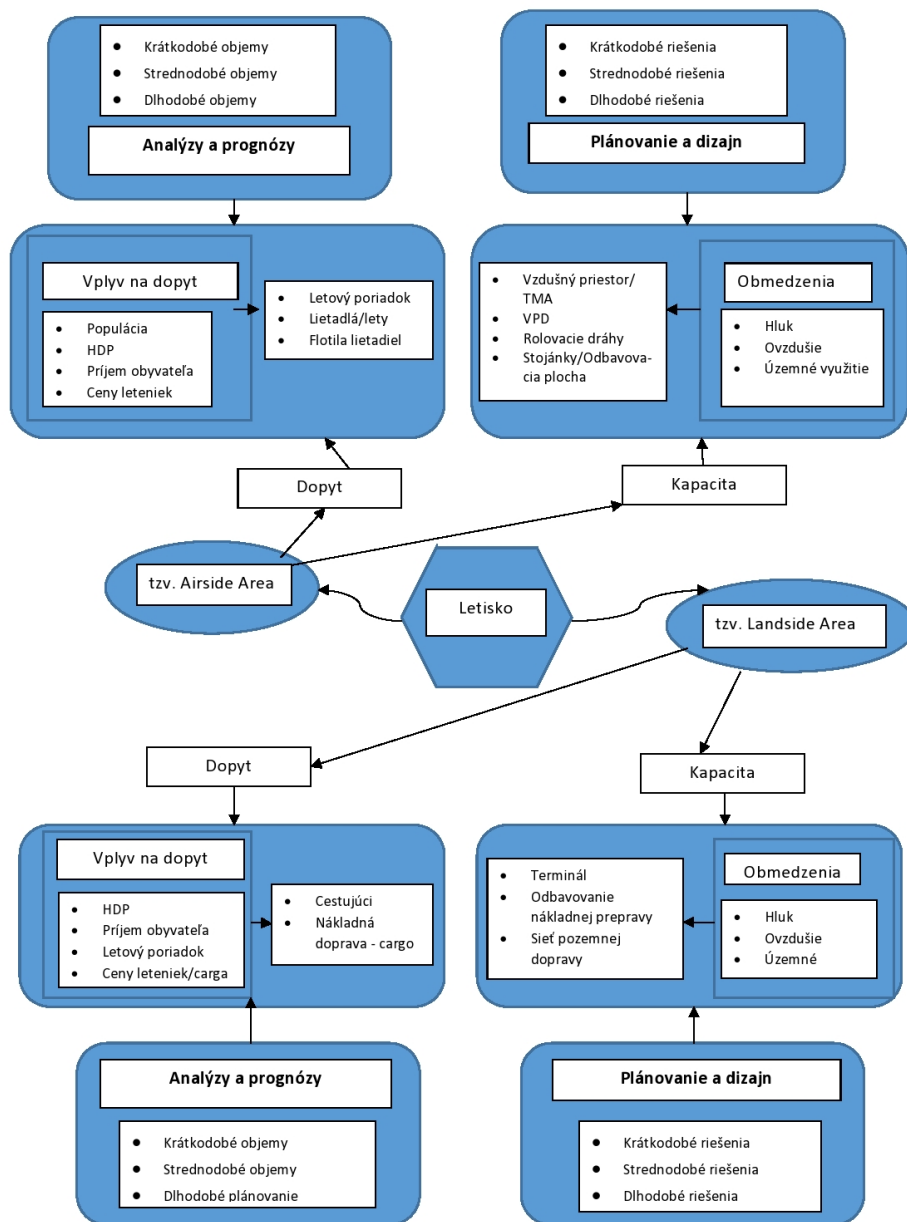 Krátkodobé objemy
Strednodobé objemy
Dlhodobé objemy
Analýzy a prognózy
Krátkodobé riešenia
Strednodobé riešenia
Dlhodobé riešenia
Plánovanie a dizajn
Vplyv na dopyt
Populácia
HDP
Príjem obyvateľa
Ceny leteniek
Letový poriadok
Lietadlá/lety
Flotila lietadiel
Vzdušný priestor/
TMA
VPD
Rolovacie dráhy
Stojánky/Odbavova-
cia plocha
Obmedzenia
Hluk
Ovzdušie
Územné využitie
Dopyt
Kapacita
tzv. Airside Area
Letisko
tzv. Landside Area
Dopyt
Kapacita
Vplyv na dopyt
HDP
Príjem obyvateľa
Letový poriadok
Ceny leteniek/carga
Cestujúci
Nákladná
doprava - cargo
Terminál
Odbavovanie
nákladnej prepravy
Sieť pozemnej
dopravy
Obmedzenia
Hluk
Ovzdušie
Územné
Analýzy a prognózy
Krátkodobé objemy
Strednodobé objemy
Dlhodobé plánovanie
Plánovanie a dizajn
Krátkodobé riešenia
Strednodobé riešenia
Dlhodobé riešenia